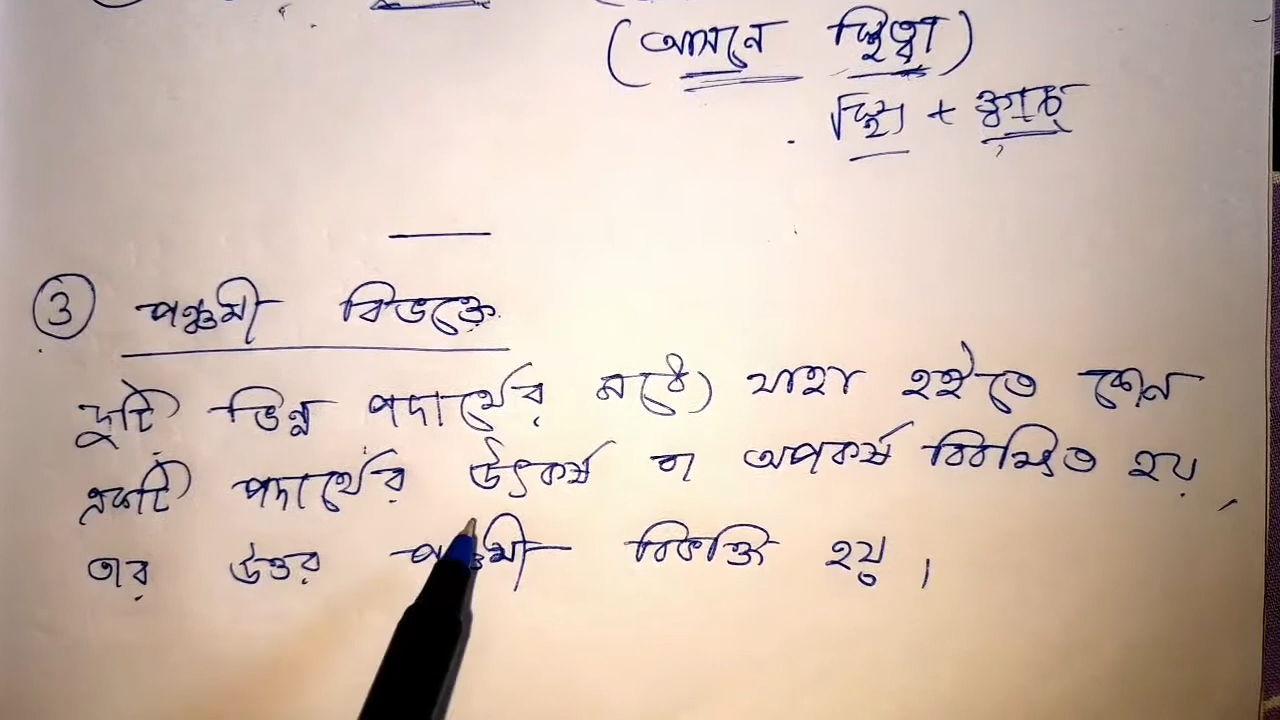 (আসনে স্থিত্বা)
স্থা + ক্ত্বাচ্
৩ পঞ্চমী বিভক্তে
দুটি ভিন্ন পদার্থের মধ্যে যাহা হইতে কোন
একটি পদার্থের উৎকর্ষ বা অপকর্ষ বিবক্ষিত হয়,
তার উত্তর পঞ্চমী বিভক্তি হয়।